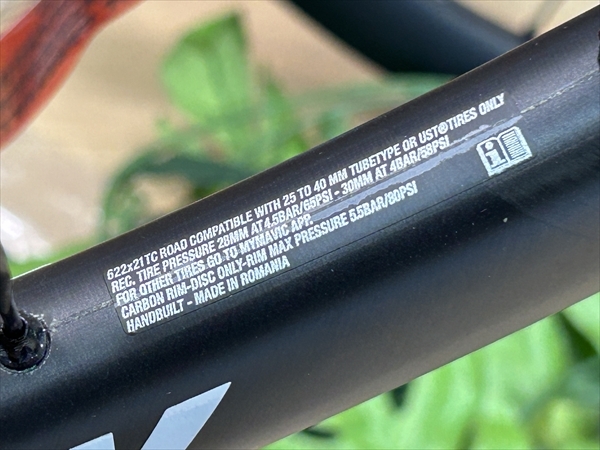 622x21TC ROAD COMPATIBLE WITH 25 TO 40 MM TUBETYPE OR UST® TIRES ONLY
REC. TIRE PRESSURE 28MM AT 4.5BAR/65PSI - 30MM AT 4BAR/58PSI
FOR OTHER TIRES GO TO MYMAVIC APP.
CARBON RIM-DISC ONLY-RIM MAX PRESSURE 5.5BAR/80PSI
HANDBUILT - MADE IN ROMANIA